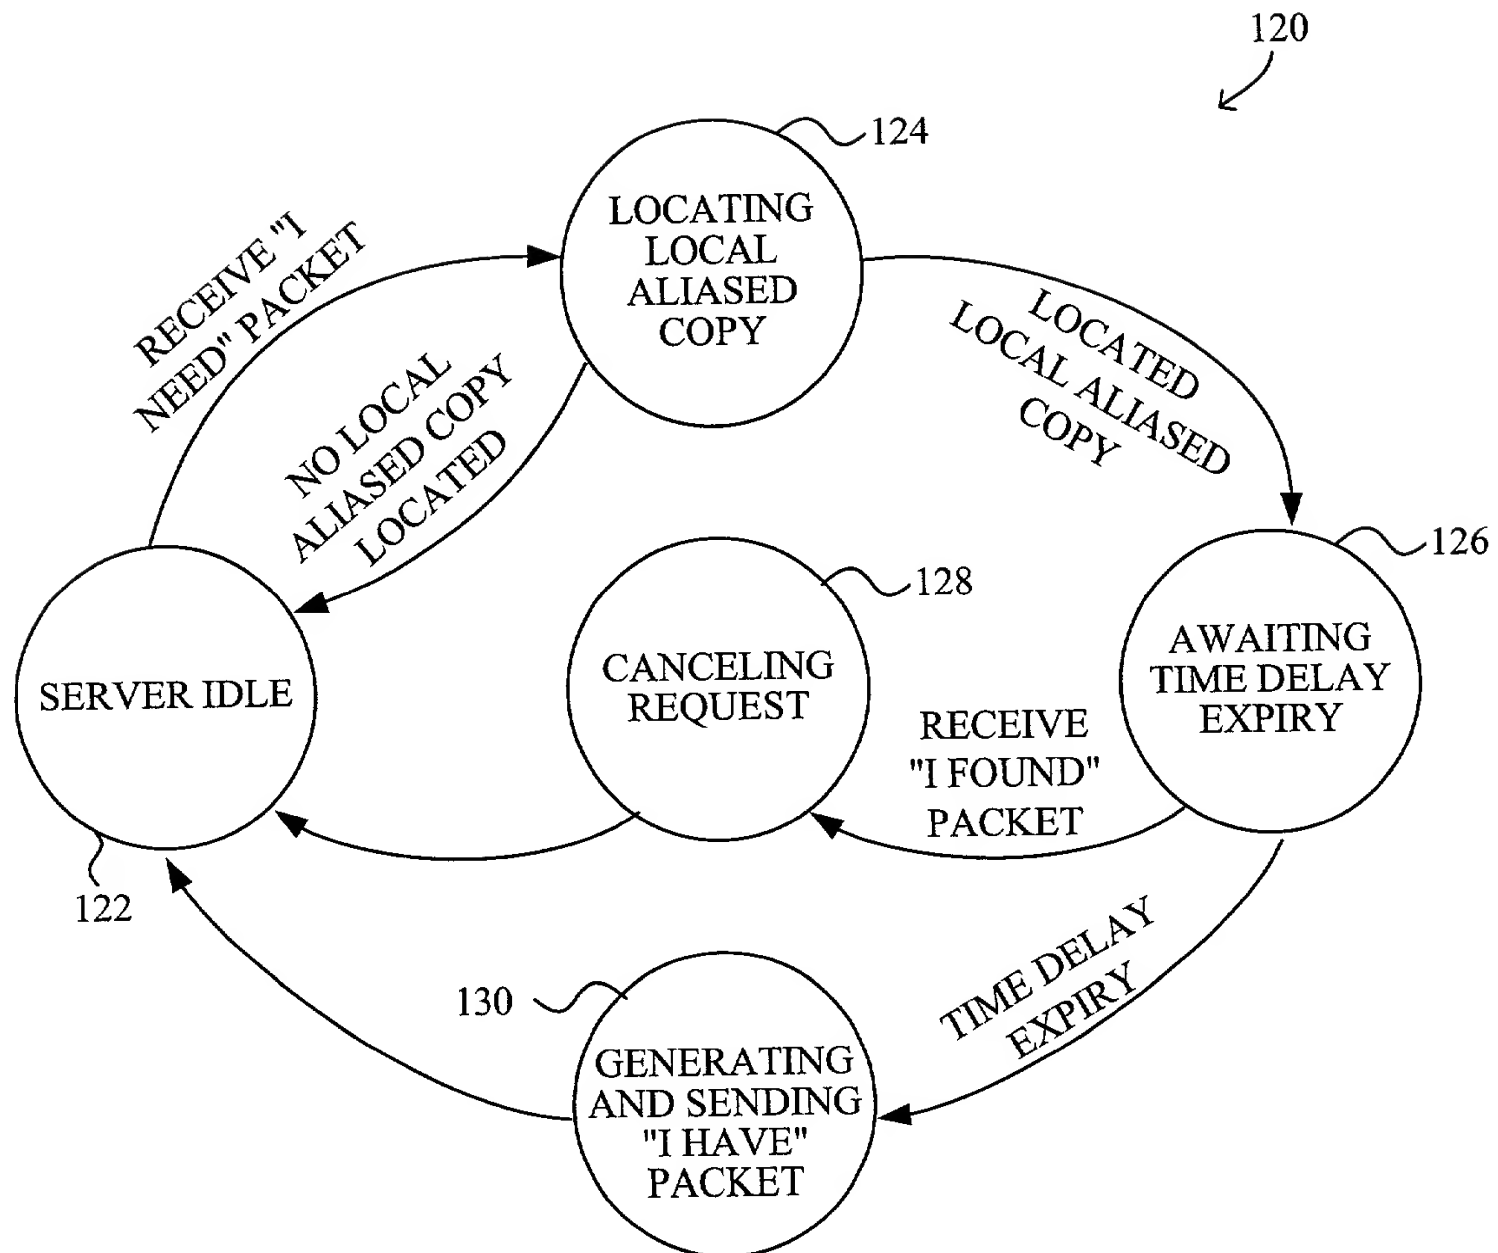 120
124
LOCATING
LOCAL
ALIASED
COPY
RECEIVE "I
NEED" PACKET
NO LOCAL
ALIASED COPY
LOCATED
LOCATED
LOCAL ALIASED
COPY
126
AWAITING
TIME DELAY
EXPIRY
128
CANCELING
REQUEST
SERVER IDLE
122
RECEIVE
"I FOUND"
PACKET
TIME DELAY
EXPIRY
130
GENERATING
AND SENDING
"I HAVE"
PACKET